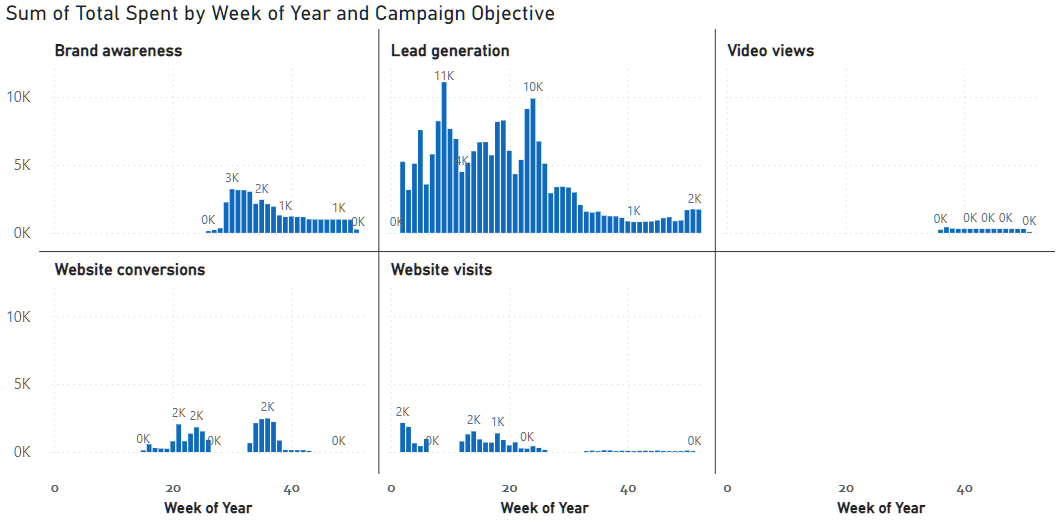 Sum of Total Spent by Week of Year and Campaign Objective
Brand awareness
Lead generation
Video views
10K
5K
0K
0K
3K
2K
1K
1K
0K
0K
11K
4K
10K
1K
2K
0K
0K
0K
0K
0K
Website conversions
Website visits
10K
5K
0K
0K
2K
2K
0K
2K
0K
2K
0K
2K
1K
0K
0K
0
20
40
0
20
40
0
20
40
Week of Year
Week of Year
Week of Year